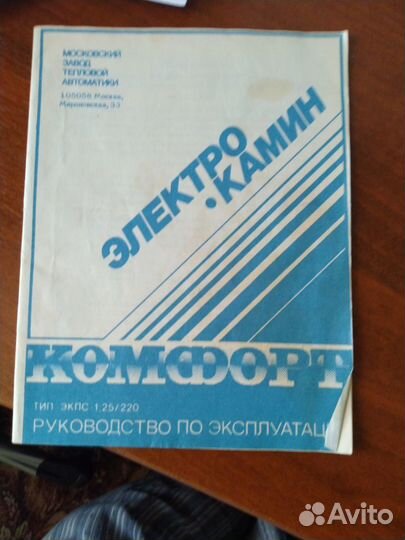 МОСКОВСКИЙ
ЗАВОД
ТЕПЛОВОЙ
АВТОМАТИКИ
105058 Москва,
Мироновская, 33
ЭЛЕКТРО
КАМИН
КОМФОРТ
ТИП ЭКПС 1,25/220
РУКОВОДСТВО ПО ЭКСПЛУАТАЦ
Avito